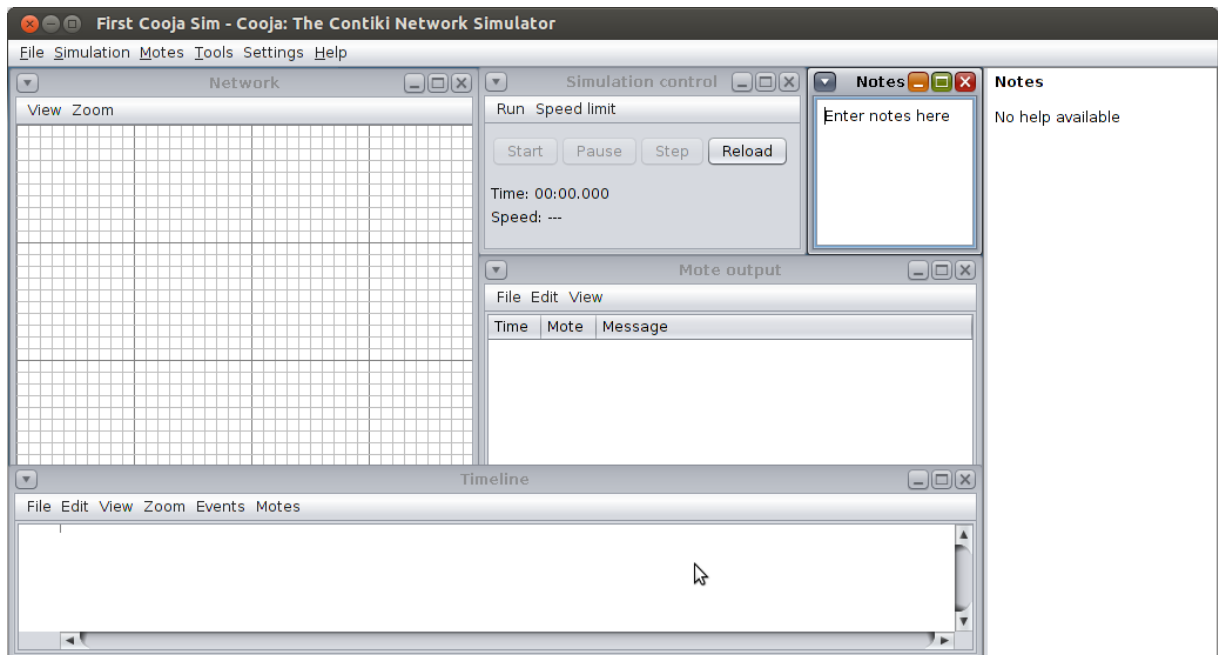 First Cooja Sim - Cooja: The Contiki Network Simulator
File Simulation Motes Tools Settings Help
Network
View Zoom
Simulation control
Run Speed limit
Start Pause Step Reload
Time: 00:00.000
Speed: ---
Notes
Enter notes here
Notes
No help available
Mote output
File Edit View
Time Mote Message
Timeline
File Edit View Zoom Events Motes